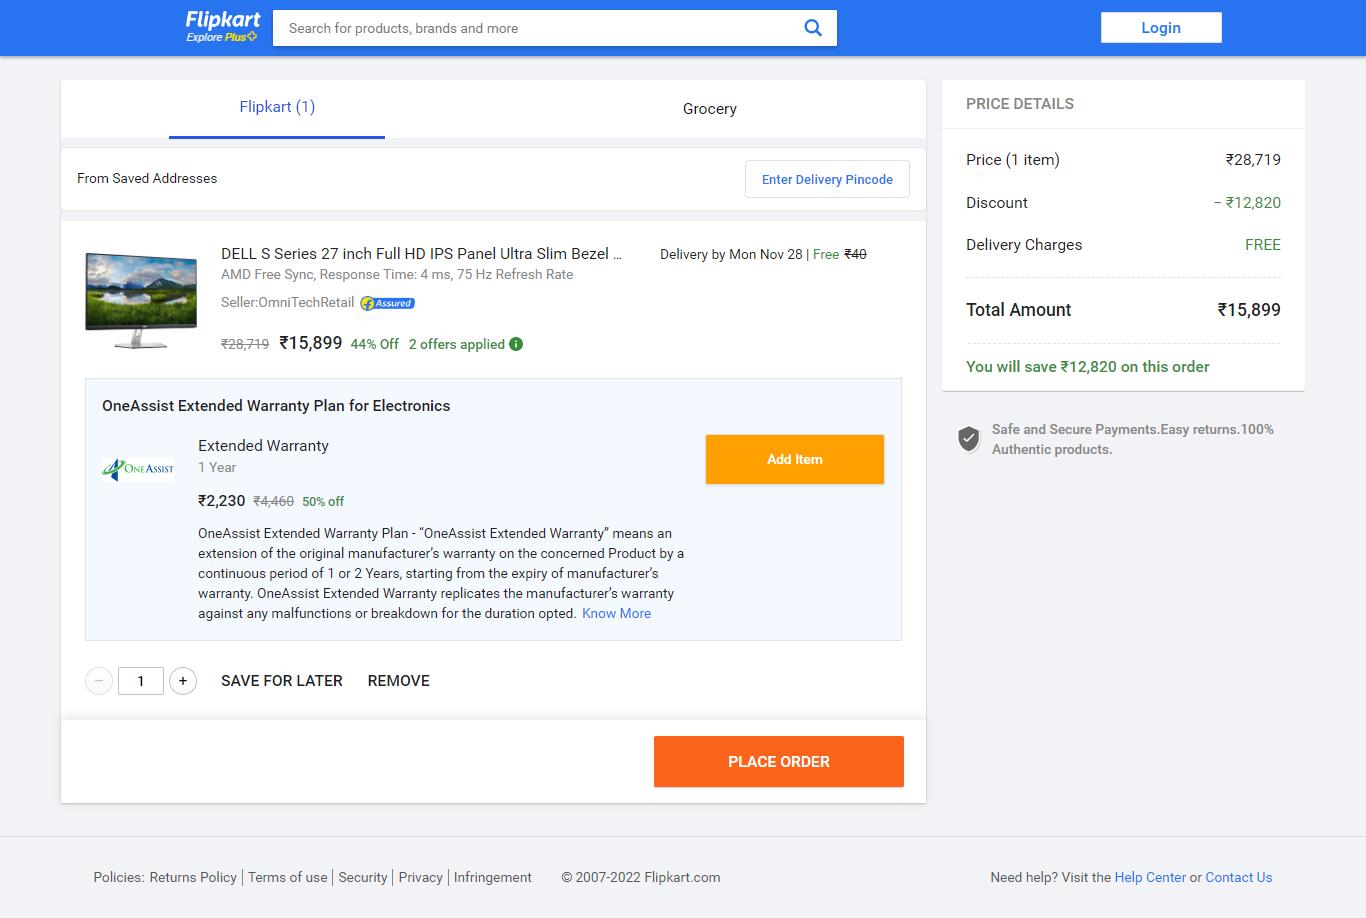 Flipkart
Explore Plus
Search for products, brands and more
Login
Flipkart (1)
Grocery
From Saved Addresses
Enter Delivery Pincode
DELL S Series 27 inch Full HD IPS Panel Ultra Slim Bezel ...
AMD Free Sync, Response Time: 4 ms, 75 Hz Refresh Rate
Seller:OmniTechRetail Assured
₹28,719 ₹15,899 44% Off 2 offers applied
Delivery by Mon Nov 28 | Free ₹40
OneAssist Extended Warranty Plan for Electronics
ONEASSIST
Extended Warranty
1 Year
₹2,230 ₹4,460 50% off
Add Item
OneAssist Extended Warranty Plan - “OneAssist Extended Warranty” means an
extension of the original manufacturer’s warranty on the concerned Product by a
continuous period of 1 or 2 Years, starting from the expiry of manufacturer’s
warranty. OneAssist Extended Warranty replicates the manufacturer’s warranty
against any malfunctions or breakdown for the duration opted. Know More
− 1 + SAVE FOR LATER REMOVE
PLACE ORDER
PRICE DETAILS
Price (1 item) ₹28,719
Discount − ₹12,820
Delivery Charges FREE
Total Amount ₹15,899
You will save ₹12,820 on this order
Safe and Secure Payments.Easy returns.100%
Authentic products.
Policies: Returns Policy | Terms of use | Security | Privacy | Infringement © 2007-2022 Flipkart.com
Need help? Visit the Help Center or Contact Us